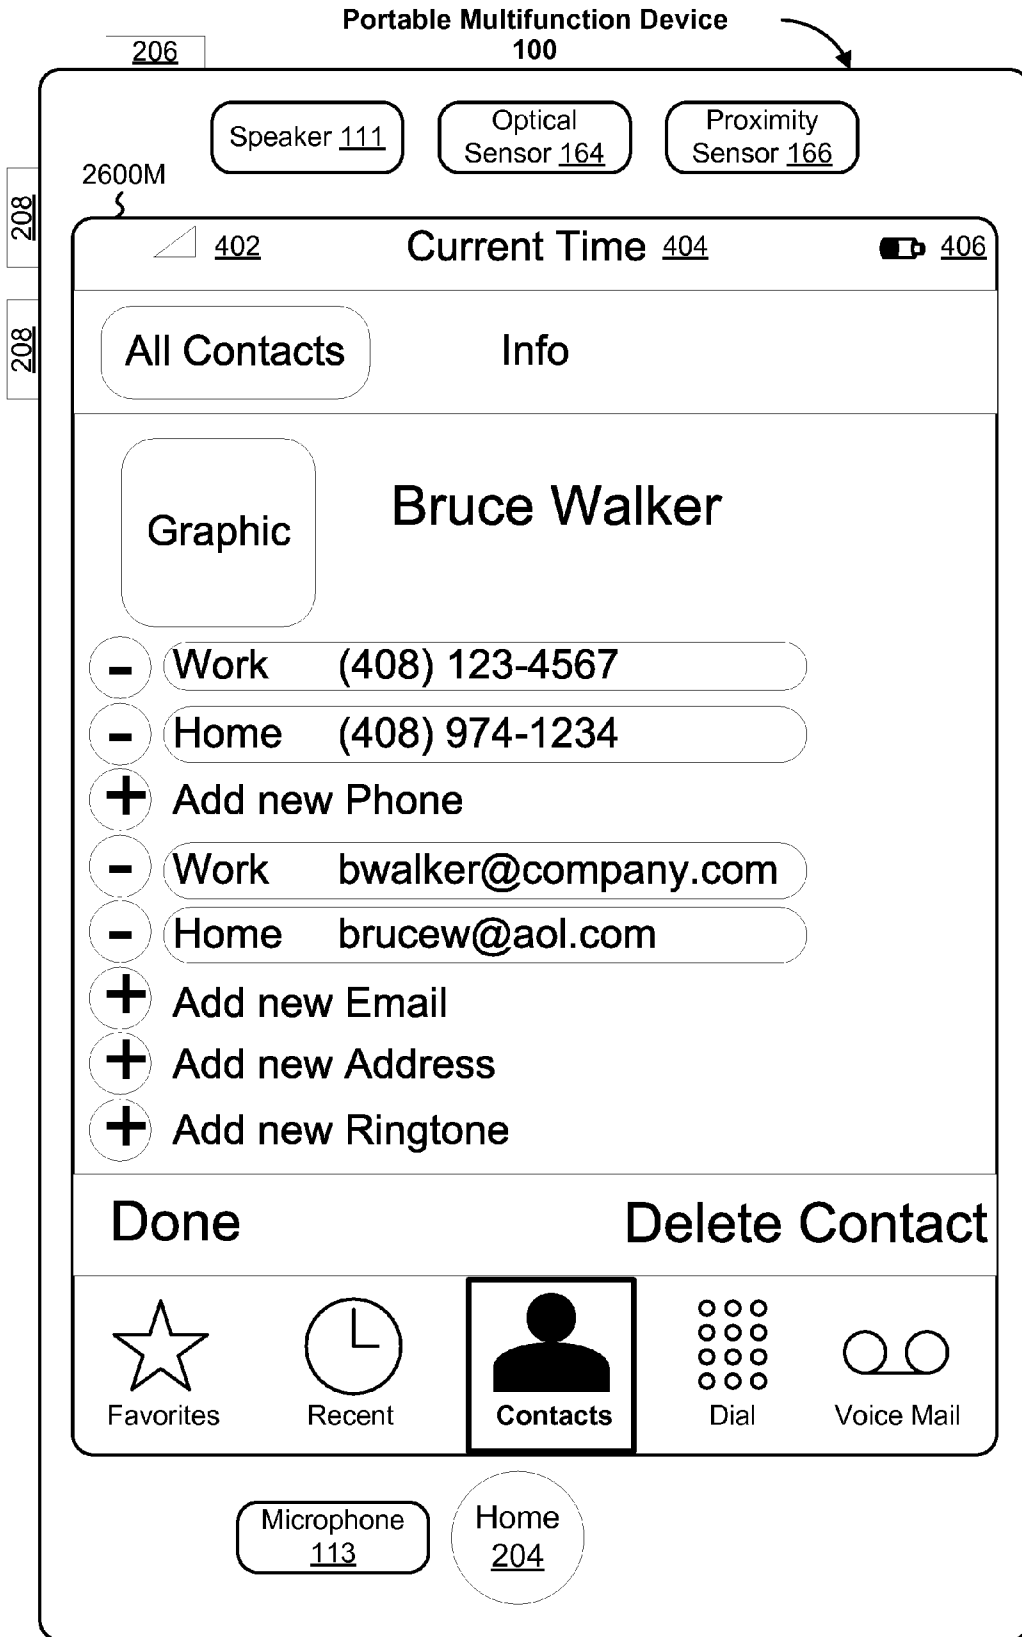 Portable Multifunction Device
100
206
Speaker 111
Optical
Sensor 164
Proximity
Sensor 166
2600M
208
208
402
Current Time 404
406
All Contacts
Info
Graphic
Bruce Walker
- Work (408) 123-4567
- Home (408) 974-1234
+ Add new Phone
- Work bwalker@company.com
- Home brucew@aol.com
+ Add new Email
+ Add new Address
+ Add new Ringtone
Done
Delete Contact
Favorites
Recent
Contacts
Dial
Voice Mail
Microphone
113
Home
204